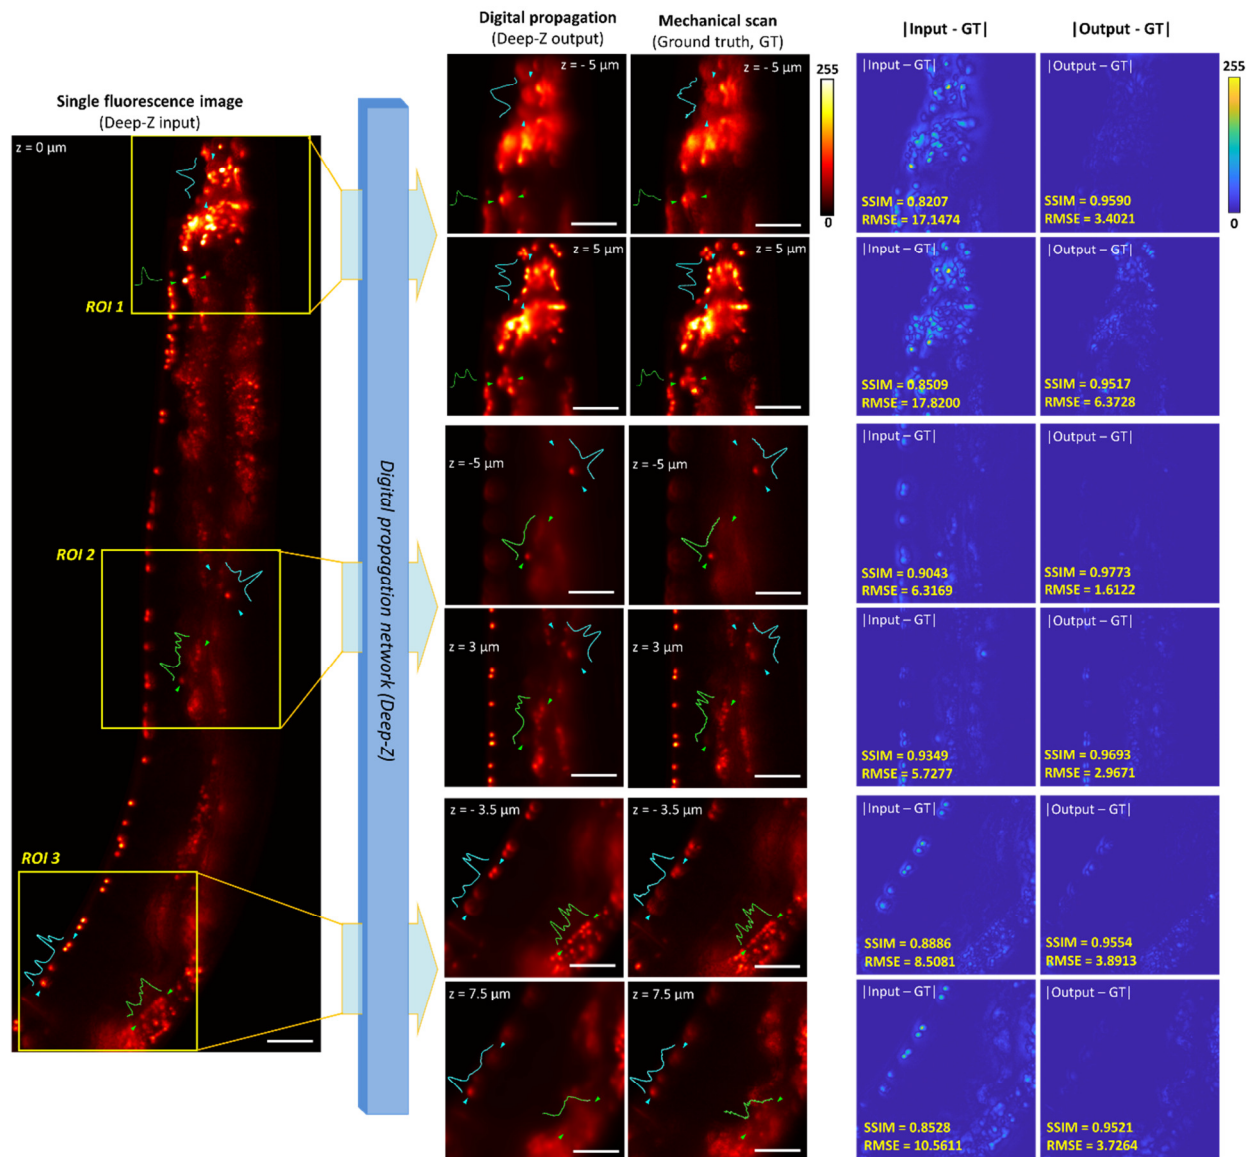 Single fluorescence image
(Deep-Z input)
z = 0 µm
ROI 1
ROI 2
ROI 3
Digital propagation network (Deep-Z)
Digital propagation
(Deep-Z output)
Mechanical scan
(Ground truth, GT)
|Input - GT|
|Output - GT|
z = - 5 µm
z = - 5 µm
255
0
|Input – GT|
SSIM = 0.8207
RMSE = 17.1474
|Output – GT|
SSIM = 0.9590
RMSE = 3.4021
255
0
z = 5 µm
z = 5 µm
|Input – GT|
SSIM = 0.8509
RMSE = 17.8200
|Output – GT|
SSIM = 0.9517
RMSE = 6.3728
z = -5 µm
z = -5 µm
|Input – GT|
SSIM = 0.9043
RMSE = 6.3169
|Output – GT|
SSIM = 0.9773
RMSE = 1.6122
z = 3 µm
z = 3 µm
|Input – GT|
SSIM = 0.9349
RMSE = 5.7277
|Output – GT|
SSIM = 0.9693
RMSE = 2.9671
z = - 3.5 µm
z = - 3.5 µm
|Input – GT|
SSIM = 0.8886
RMSE = 8.5081
|Output – GT|
SSIM = 0.9554
RMSE = 3.8913
z = 7.5 µm
z = 7.5 µm
|Input – GT|
SSIM = 0.8528
RMSE = 10.5611
|Output – GT|
SSIM = 0.9521
RMSE = 3.7264